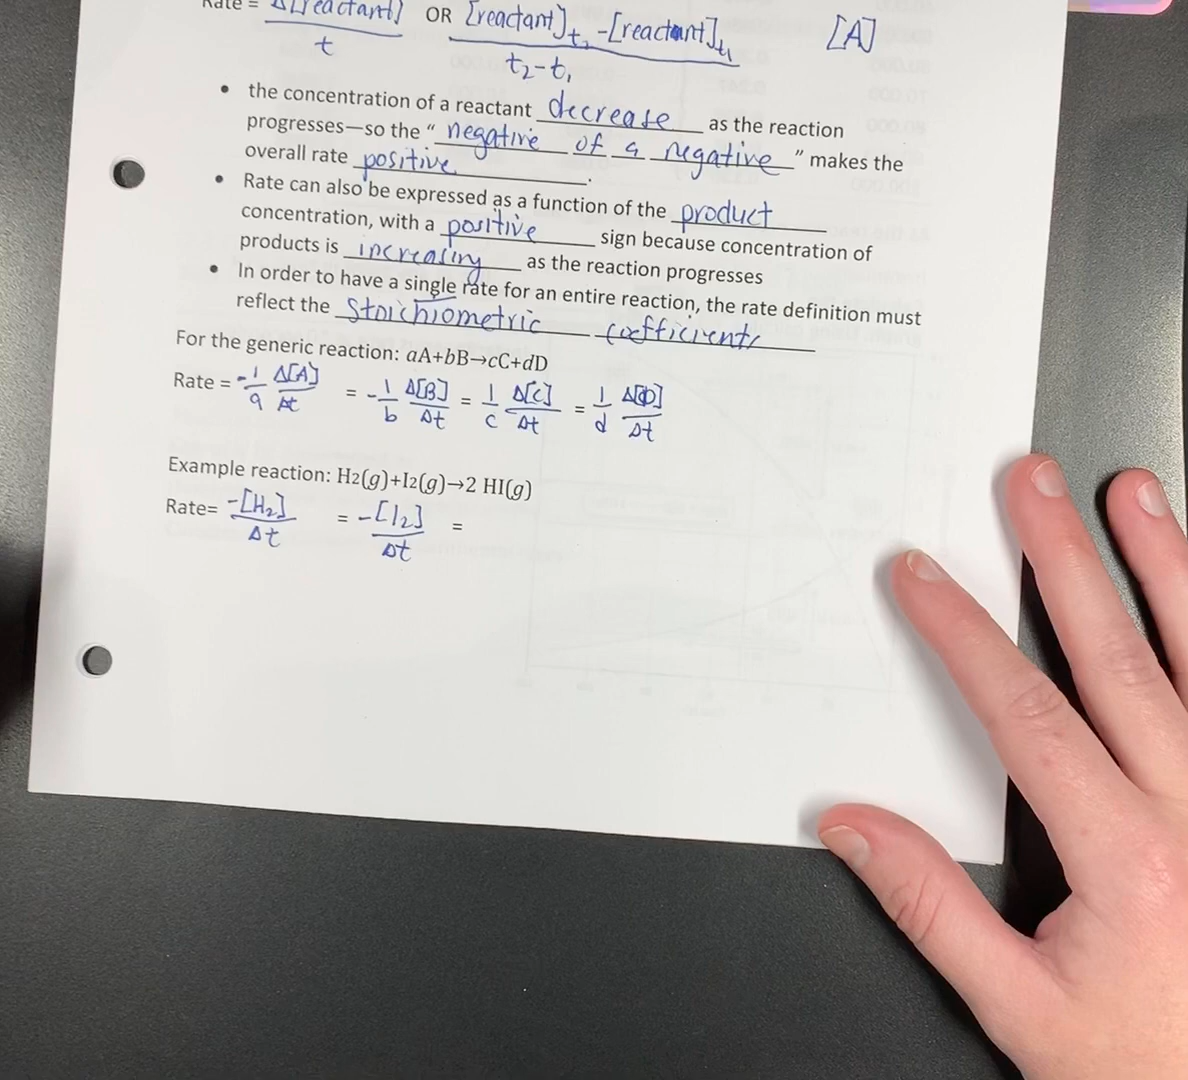 Rate = Δ[reactant] / t OR [reactant]t₂ - [reactant]t₁ / t₂-t₁ [A]
• the concentration of a reactant decrease as the reaction
progresses—so the “ negative of a negative ” makes the
overall rate positive.
• Rate can also be expressed as a function of the product
concentration, with a positive sign because concentration of
products is increasing as the reaction progresses
• In order to have a single rate for an entire reaction, the rate definition must
reflect the stoichiometric coefficients
For the generic reaction: aA+bB→cC+dD
Rate = -1/a Δ[A]/Δt = -1/b Δ[B]/Δt = 1/c Δ[C]/Δt = 1/d Δ[D]/Δt
Example reaction: H2(g)+I2(g)→2 HI(g)
Rate= -[H₂]/Δt = -[I₂]/Δt =